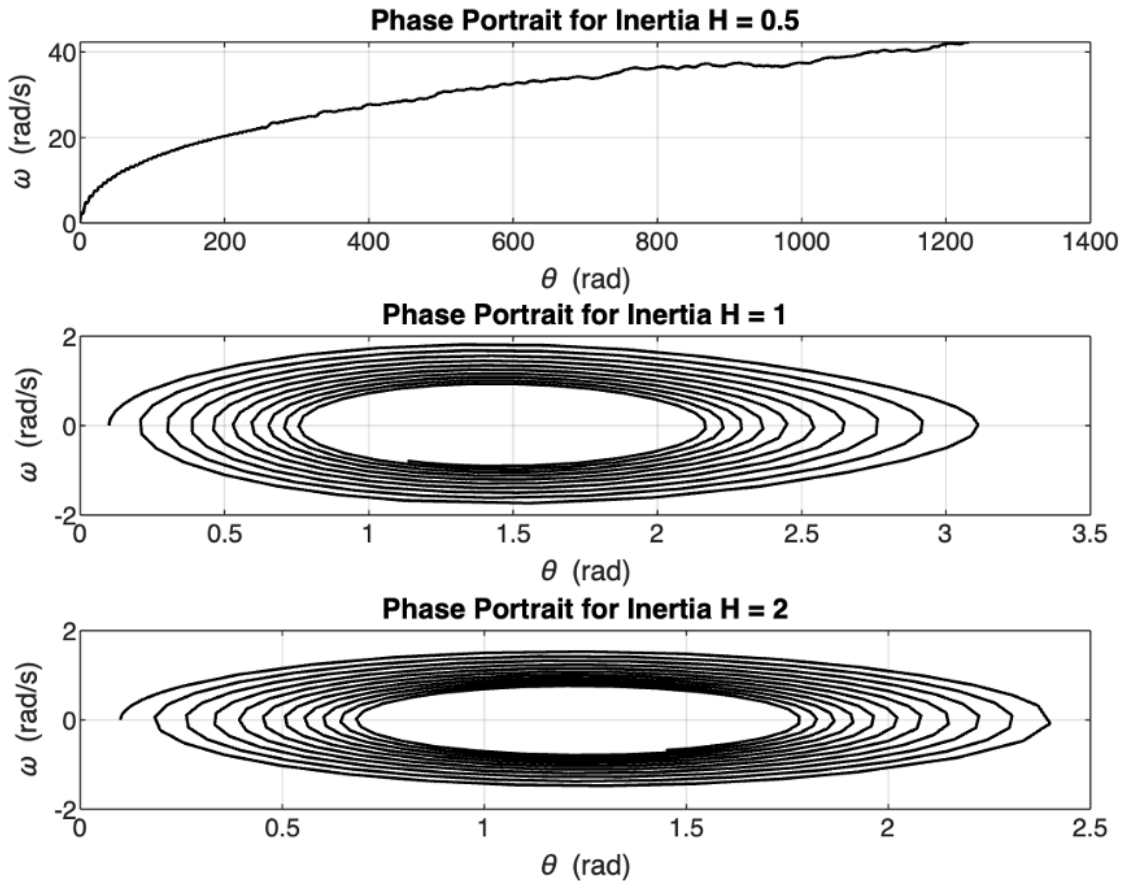 Phase Portrait for Inertia H = 0.5
40
20
0
ω (rad/s)
0 200 400 600 800 1000 1200 1400
θ (rad)
Phase Portrait for Inertia H = 1
2
0
-2
ω (rad/s)
0 0.5 1 1.5 2 2.5 3 3.5
θ (rad)
Phase Portrait for Inertia H = 2
2
0
-2
ω (rad/s)
0 0.5 1 1.5 2 2.5
θ (rad)